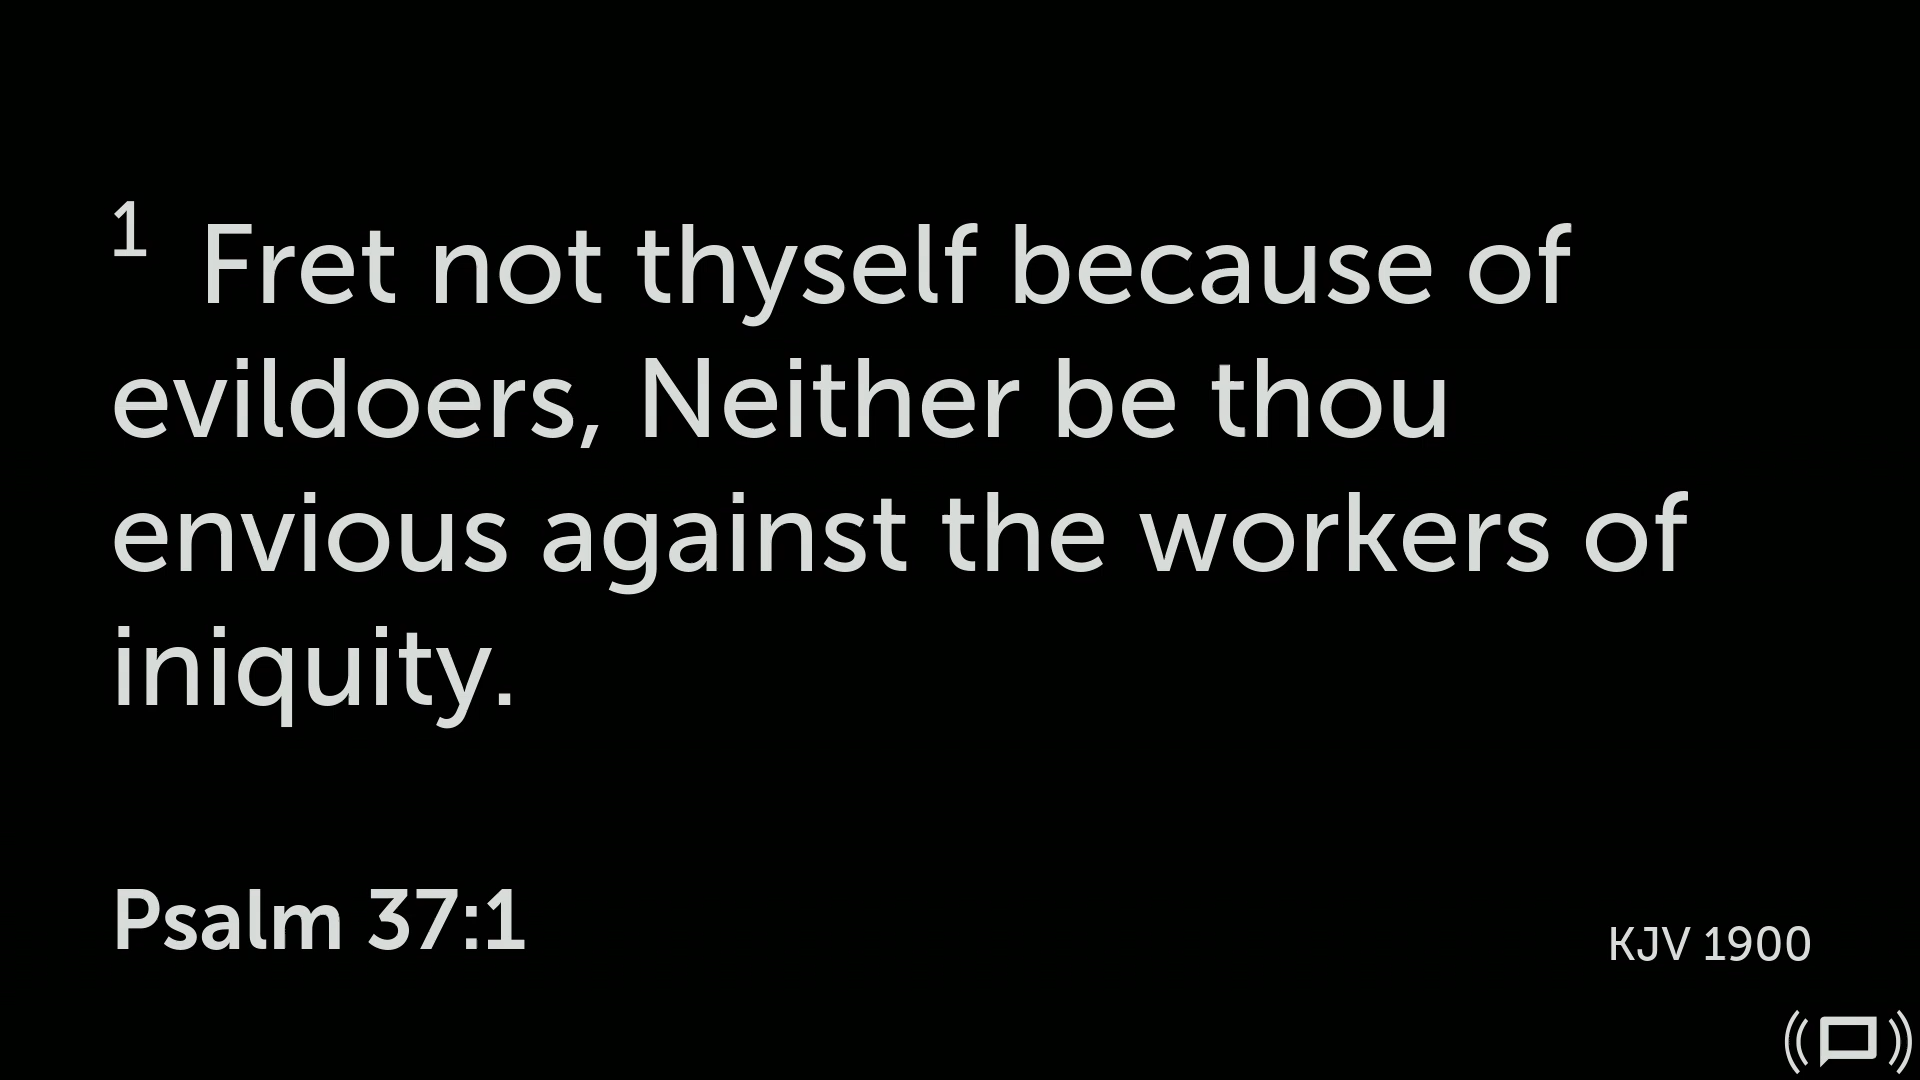 1 Fret not thyself because of
evildoers, Neither be thou
envious against the workers of
iniquity.
Psalm 37:1
KJV 1900